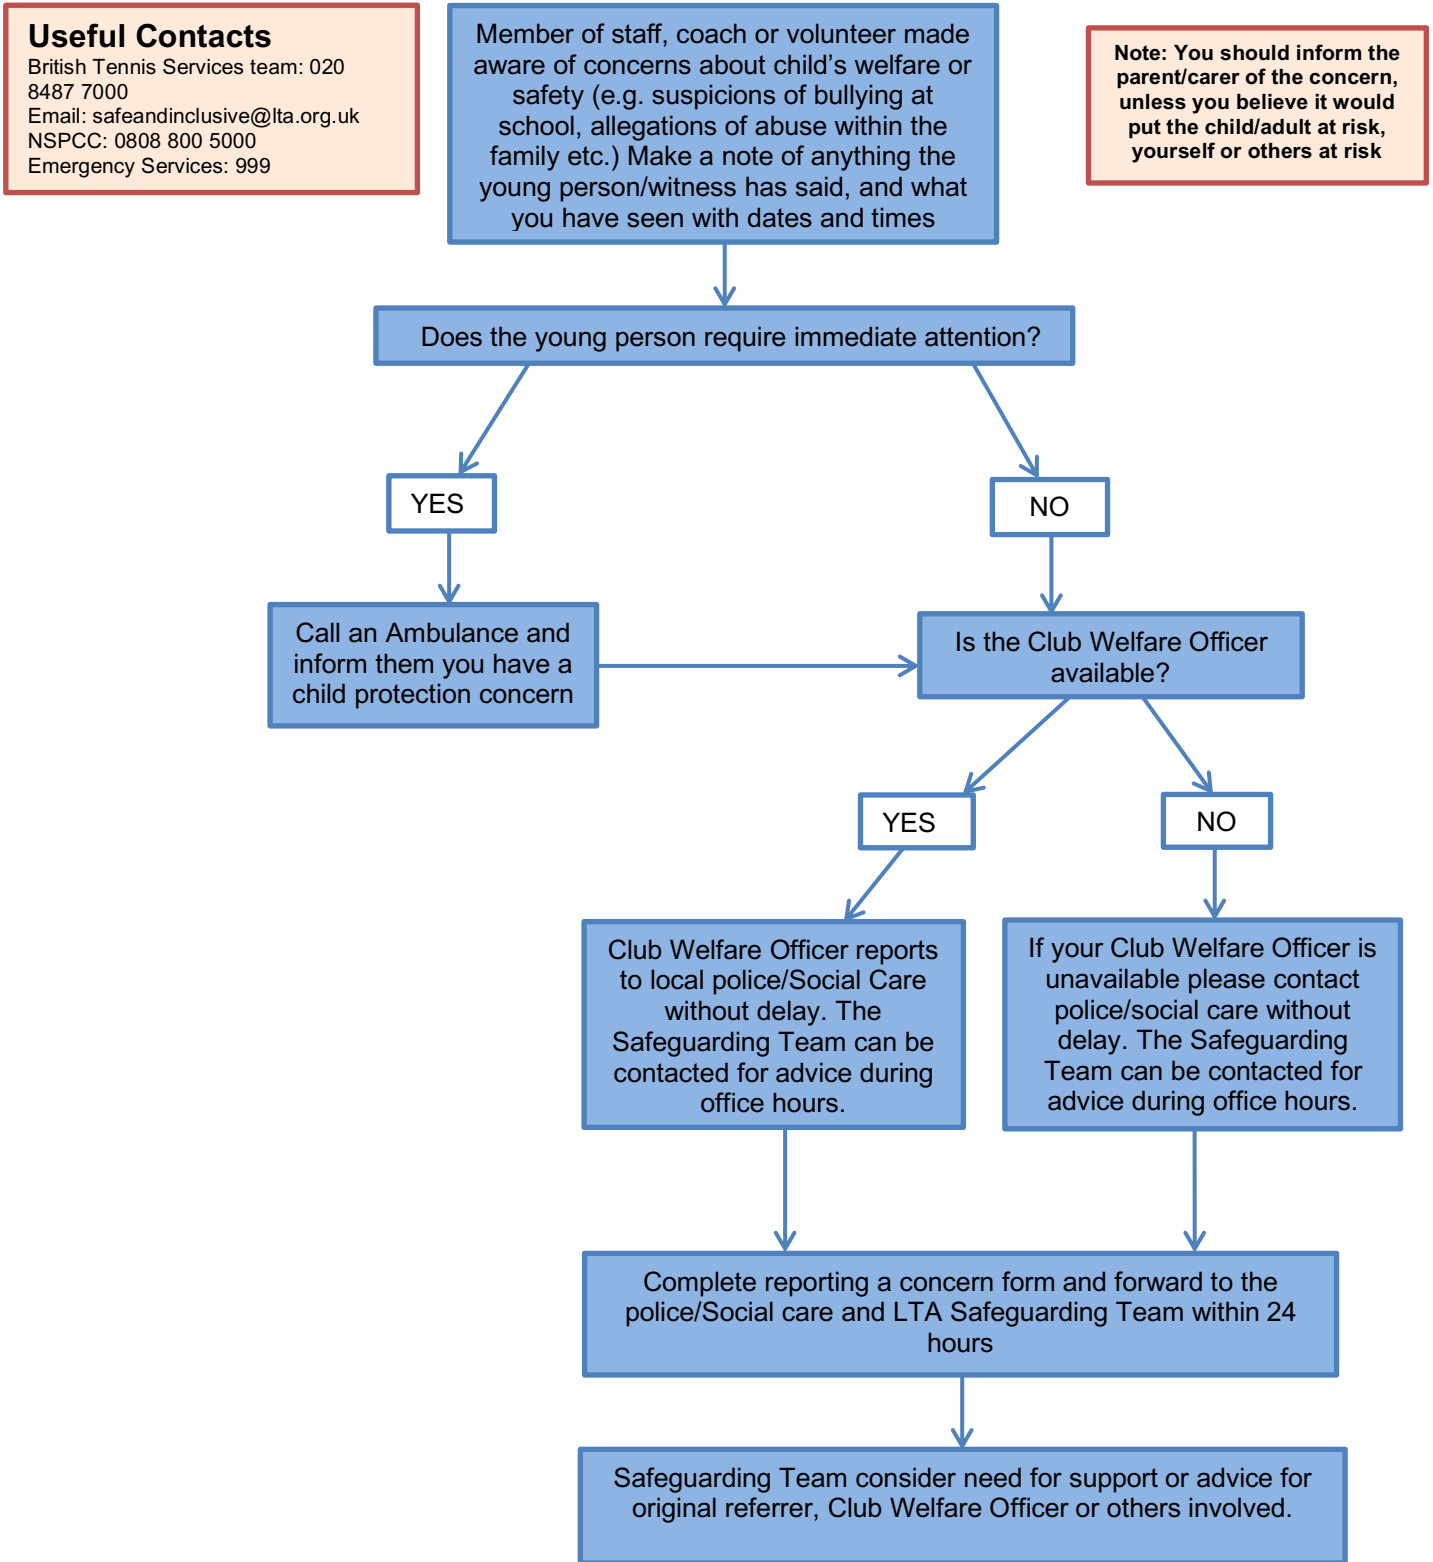 Useful Contacts
British Tennis Services team: 020
8487 7000
Email: safeandinclusive@lta.org.uk
NSPCC: 0808 800 5000
Emergency Services: 999
Member of staff, coach or volunteer made
aware of concerns about child's welfare or
safety (e.g. suspicions of bullying at
school, allegations of abuse within the
family etc.) Make a note of anything the
young person/witness has said, and what
you have seen with dates and times
Note: You should inform the
parent/carer of the concern,
unless you believe it would
put the child/adult at risk,
yourself or others at risk
Does the young person require immediate attention?
YES
NO
Call an Ambulance and
inform them you have a
child protection concern
Is the Club Welfare Officer
available?
YES
NO
Club Welfare Officer reports
to local police/Social Care
without delay. The
Safeguarding Team can be
contacted for advice during
office hours.
If your Club Welfare Officer is
unavailable please contact
police/social care without
delay. The Safeguarding
Team can be contacted for
advice during office hours.
Complete reporting a concern form and forward to the
police/Social care and LTA Safeguarding Team within 24
hours
Safeguarding Team consider need for support or advice for
original referrer, Club Welfare Officer or others involved.